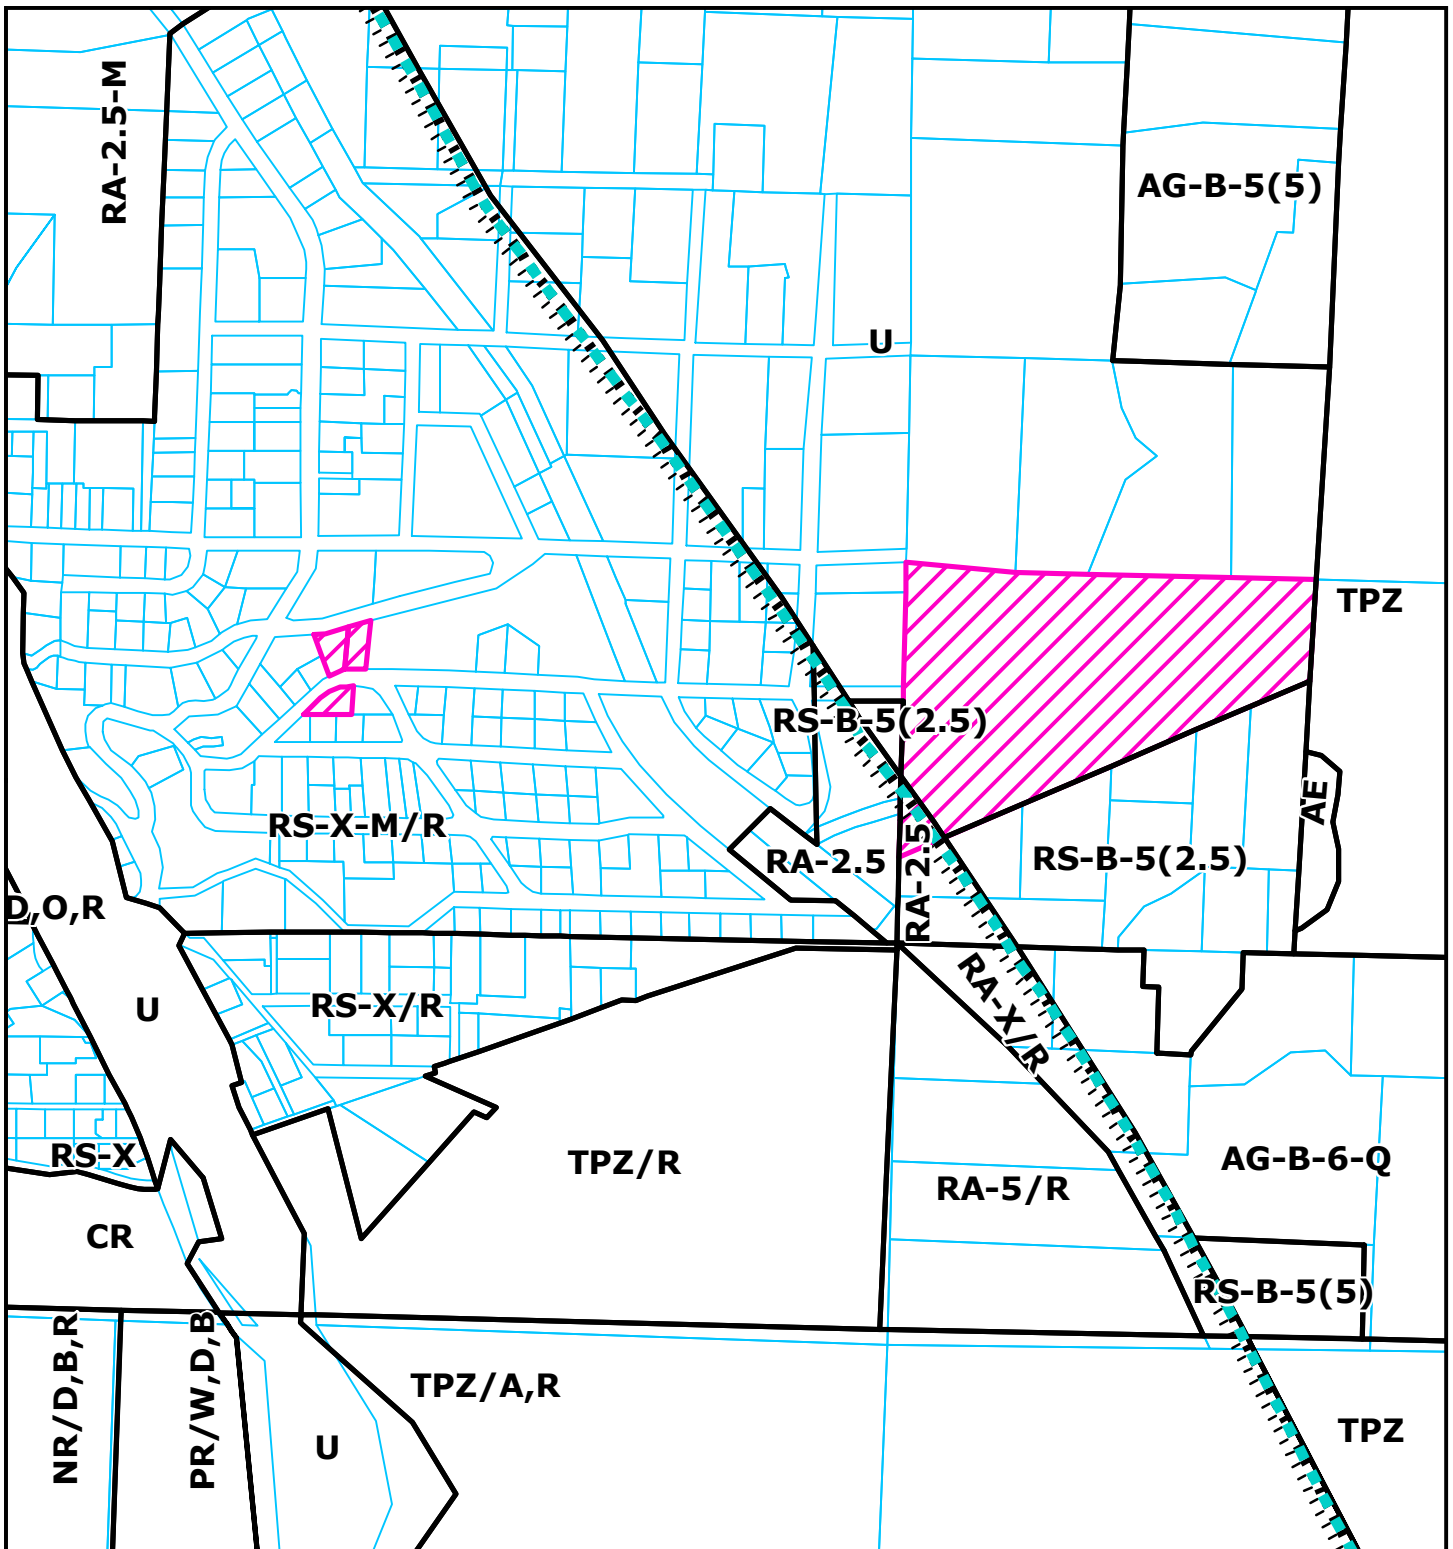 RA-2.5-M
AG-B-5(5)
U
TPZ
RS-B-5(2.5)
AE
RS-X-M/R
RA-2.5
RA-2.5
RS-B-5(2.5)
D,O,R
RA-X/R
U
RS-X/R
RS-X
TPZ/R
AG-B-6-Q
RA-5/R
CR
RS-B-5(5)
NR/D,B,R
PR/W,D,B
TPZ/A,R
U
TPZ